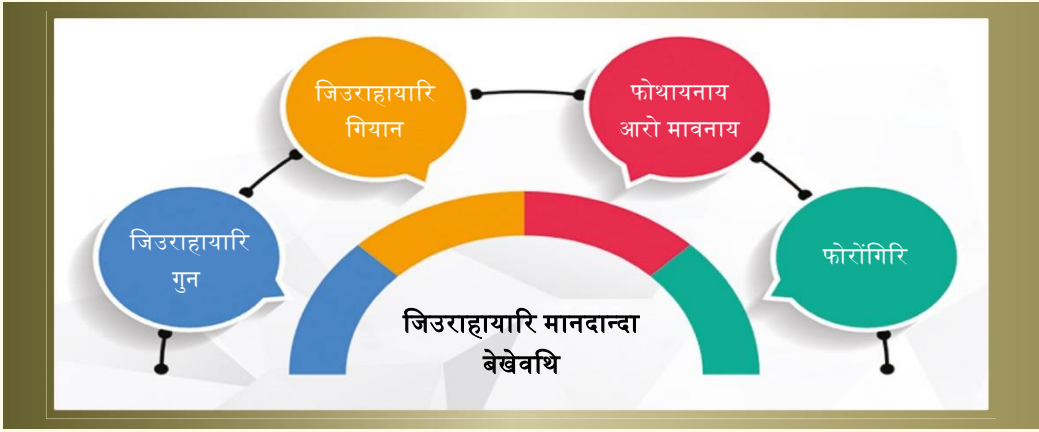 जिउराहायारि
गियान
फोथायनाय
आरो मावनाय
जिउराहायारि
गुन
फोरोंगिरि
जिउराहायारि मानदान्दा
बेखेवथि